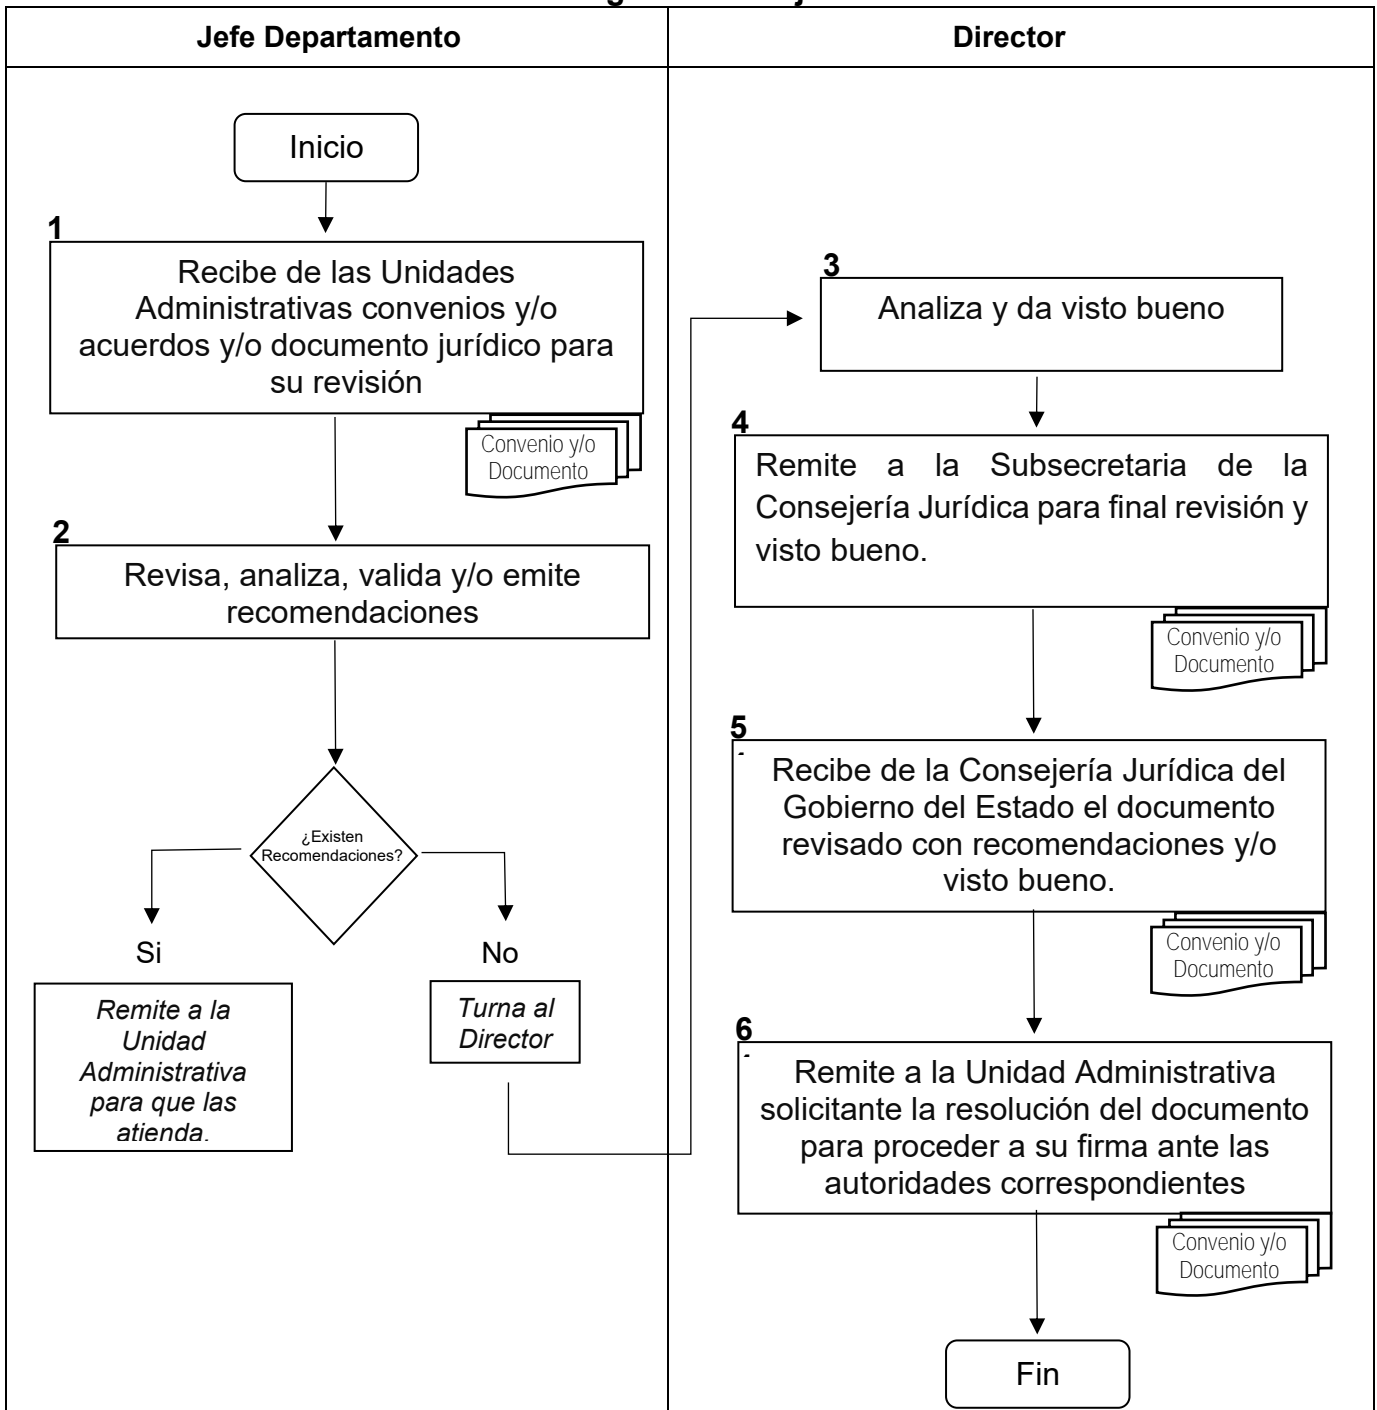 Jefe Departamento
Director
Inicio
1
Recibe de las Unidades
Administrativas convenios y/o
acuerdos y/o documento jurídico para
su revisión
Convenio y/o
Documento
2
Revisa, analiza, valida y/o emite
recomendaciones
¿Existen
Recomendaciones?
Si
No
Remite a la
Unidad
Administrativa
para que las
atienda.
Turna al
Director
3
Analiza y da visto bueno
4
Remite a la Subsecretaria de la
Consejería Jurídica para final revisión y
visto bueno.
Convenio y/o
Documento
5
Recibe de la Consejería Jurídica del
Gobierno del Estado el documento
revisado con recomendaciones y/o
visto bueno.
Convenio y/o
Documento
6
Remite a la Unidad Administrativa
solicitante la resolución del documento
para proceder a su firma ante las
autoridades correspondientes
Convenio y/o
Documento
Fin